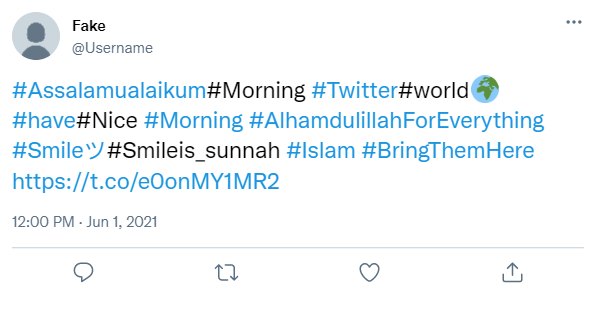 Fake
@Username
#Assalamualaikum#Morning #Twitter#world🌍
#have#Nice #Morning #AlhamdulillahForEverything
#Smileツ#Smileis_sunnah #Islam #BringThemHere
https://t.co/e0onMY1MR2
12:00 PM · Jun 1, 2021